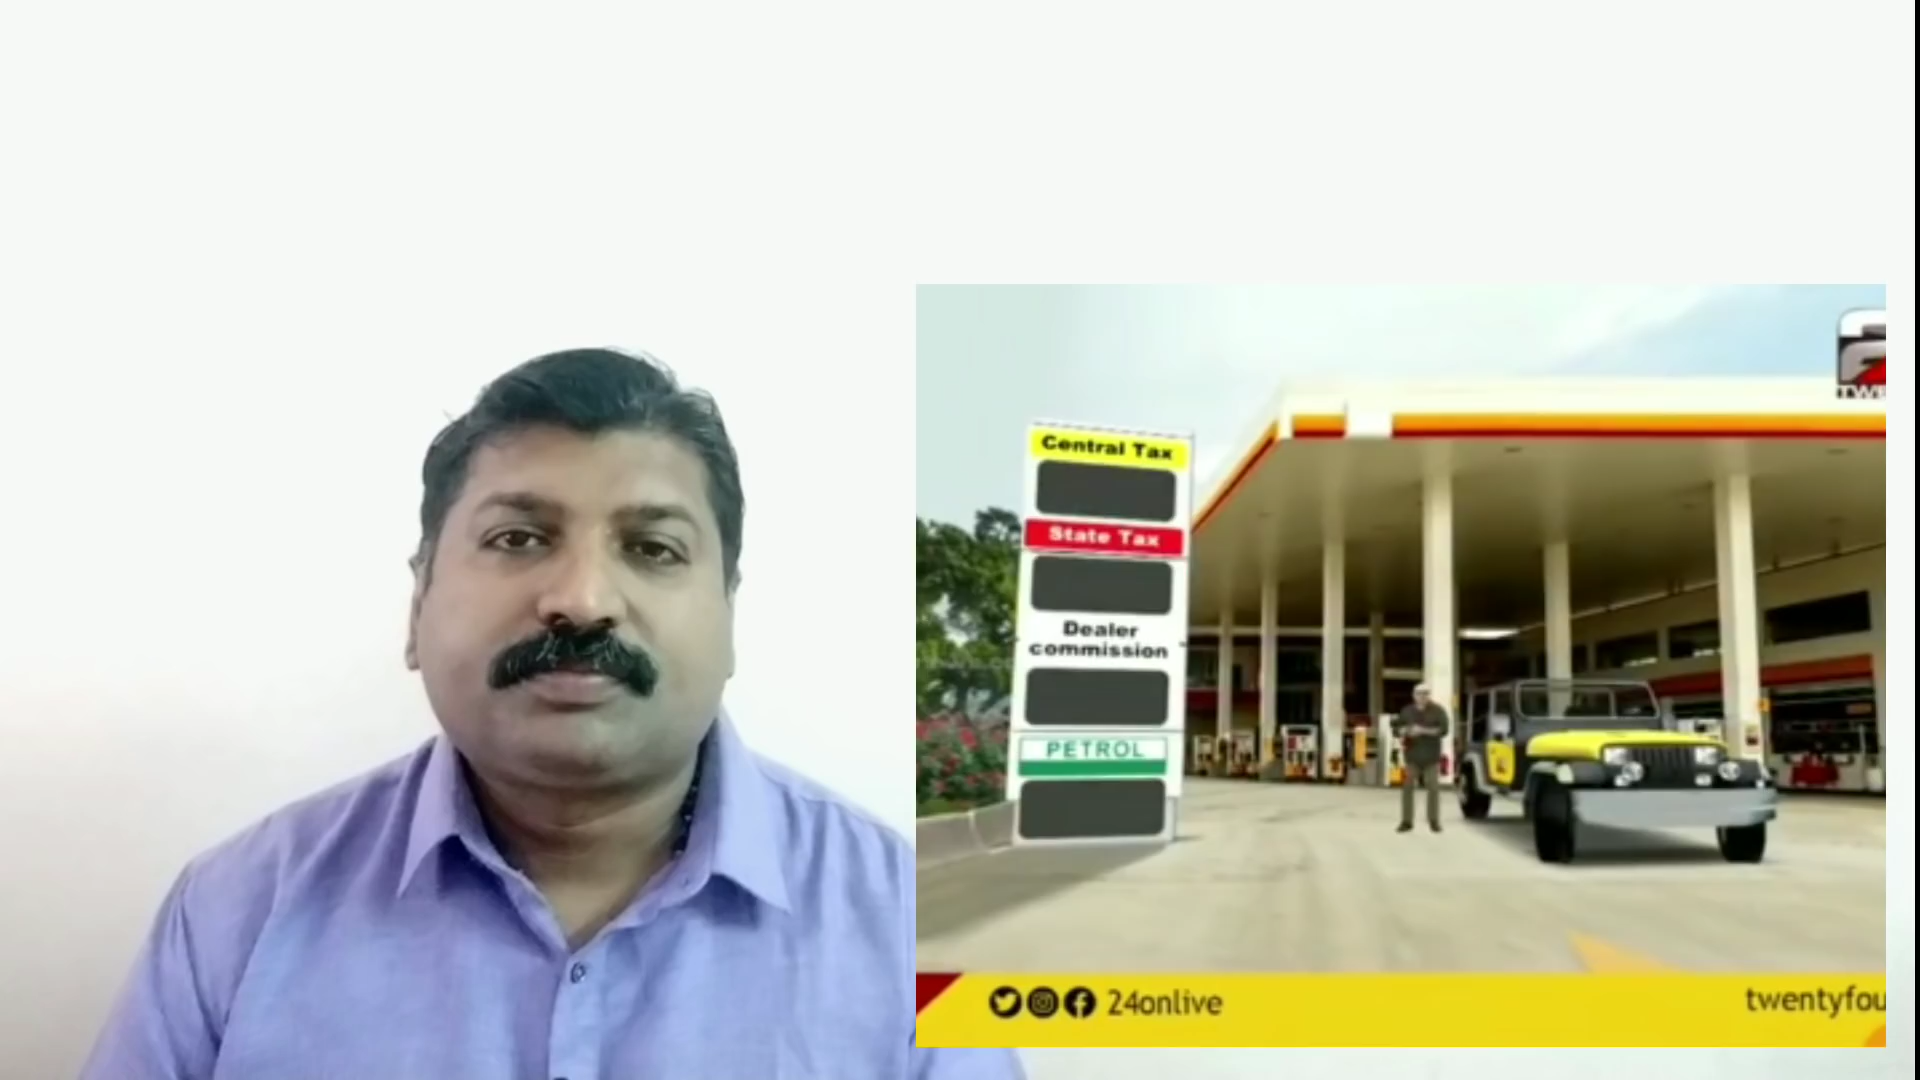 Central Tax
State Tax
Dealer
commission
PETROL
24onlive
twentyfou